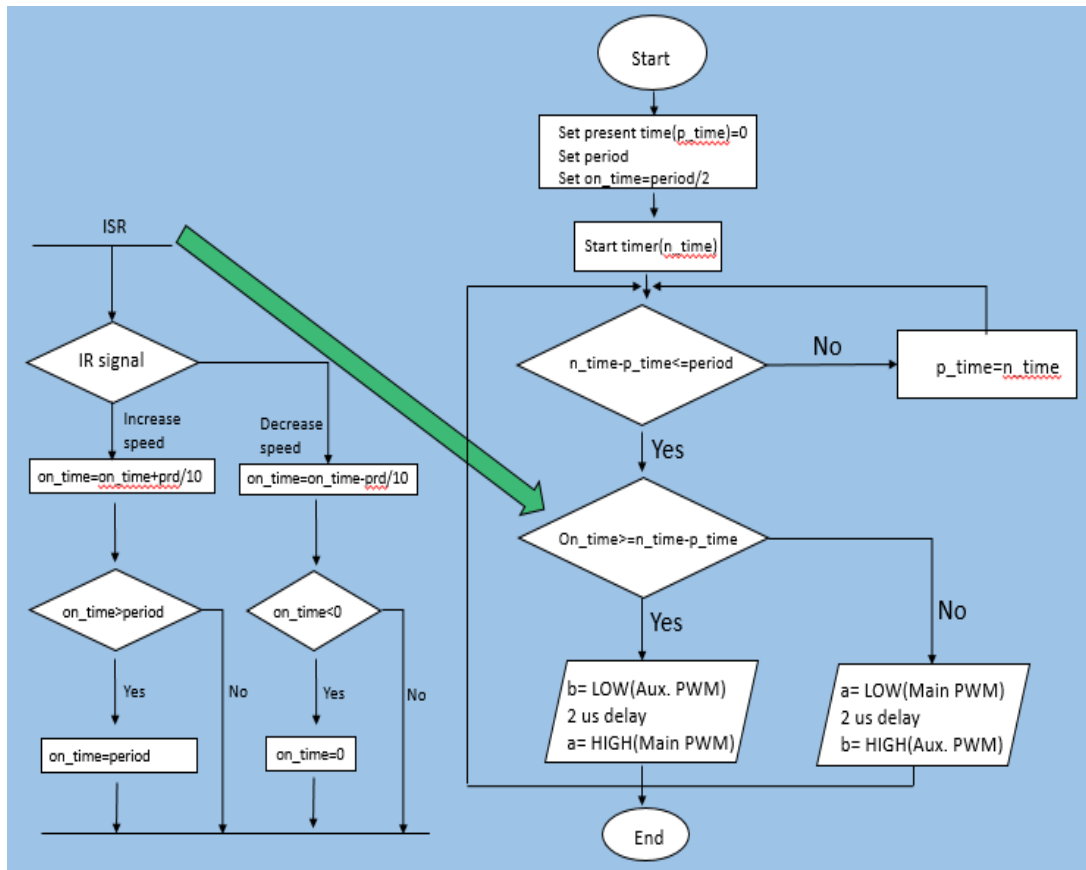 Start
Set present time(p_time)=0
Set period
Set on_time=period/2
Start timer(n_time)
n_time-p_time<=period
No
p_time=n_time
Yes
On_time>=n_time-p_time
Yes
No
b= LOW(Aux. PWM)
2 us delay
a= HIGH(Main PWM)
a= LOW(Main PWM)
2 us delay
b= HIGH(Aux. PWM)
End
ISR
IR signal
Increase
speed
Decrease
speed
on_time=on_time+prd/10
on_time=on_time-prd/10
on_time>period
on_time<0
Yes
No
Yes
No
on_time=period
on_time=0